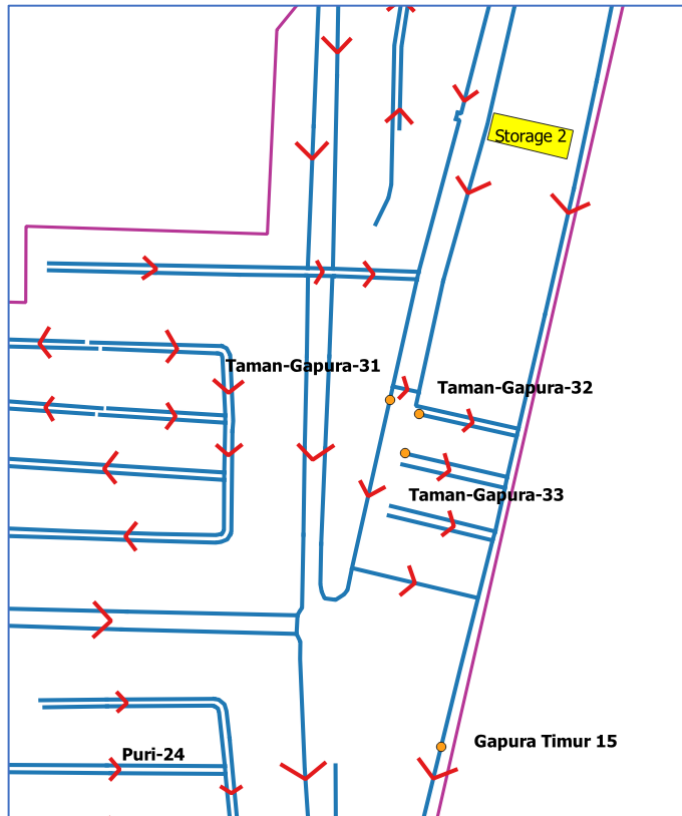 Storage 2
Taman-Gapura-31
Taman-Gapura-32
Taman-Gapura-33
Gapura Timur 15
Puri-24